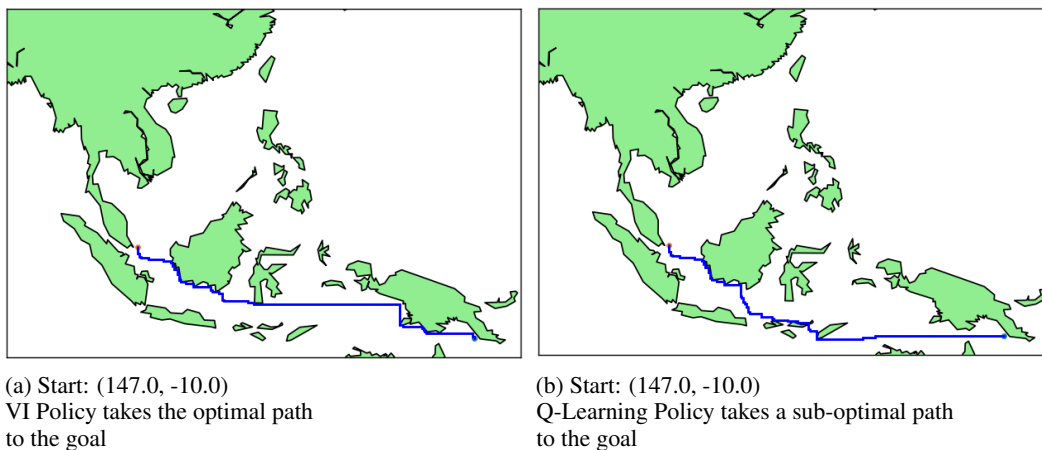 (a) Start: (147.0, -10.0)
VI Policy takes the optimal path
to the goal
(b) Start: (147.0, -10.0)
Q-Learning Policy takes a sub-optimal path
to the goal